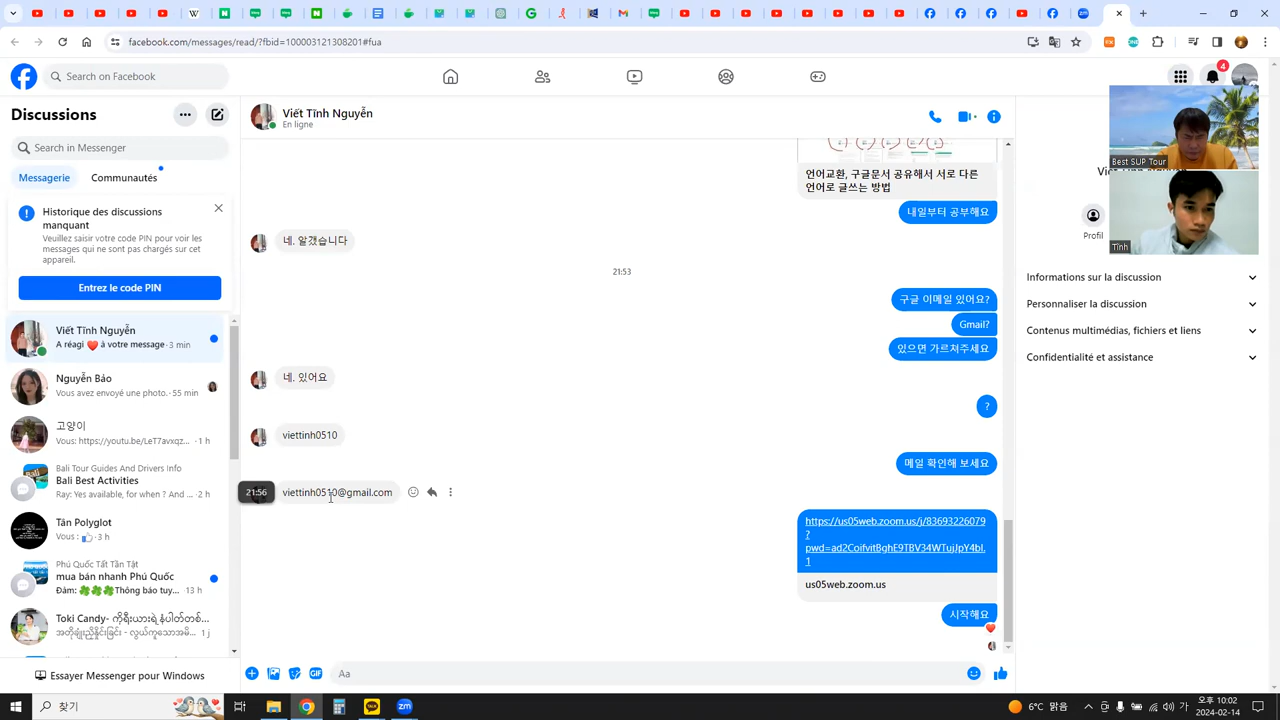 facebook.com/messages/read/?fbid=100003121308201#fua
Search on Facebook
4
Discussions
Search in Messenger
Messagerie
Communautés
Historique des discussions
manquant
Veuillez saisir votre code PIN pour voir les
messages qui ne sont pas chargés sur cet
appareil.
Entrez le code PIN
Viết Tĩnh Nguyễn
A réagi ❤ à votre message · 3 min
Nguyễn Bảo
Vous avez envoyé une photo. · 55 min
고양이
Vous: https://youtu.be/LeT7avxqz... · 1 h
Bali Tour Guides And Drivers Info
Bali Best Activities
Ray: Yes available, for when ? And ... · 2 h
Tân Polyglot
Vous : 👍 · 3 h
Phú Quốc Tất Tần Tật
mua bán nhanh Phú Quốc
Đám: 🍀🍀🍀Thông báo tuy... · 13 h
Essayer Messenger pour Windows
Viết Tĩnh Nguyễn
En ligne
언어교환, 구글문서 공유해서 서로 다른
언어로 글쓰는 방법
내일부터 공부해요
네. 알겠습니다
21:53
구글 이메일 있어요?
Gmail?
있으면 가르쳐주세요
네. 있어요
?
viettinh0510
메일 확인해 보세요
21:56
viettinh0510@gmail.com
https://us05web.zoom.us/j/83693226079
?
pwd=ad2CoifvitBghE9TBV34WTujJpY4bl.
1
us05web.zoom.us
시작해요
Aa
Best SUP Tour
Tĩnh
Profil
Informations sur la discussion
Personnaliser la discussion
Contenus multimédias, fichiers et liens
Confidentialité et assistance
찾기
6°C 맑음
가
오후 10:02
2024-02-14